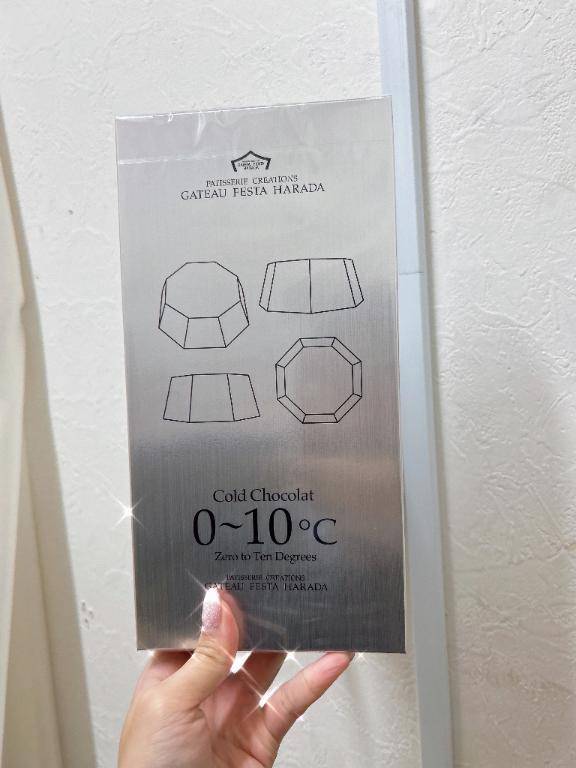 PATISSERIE CREATIONS
GATEAU FESTA HARADA
Cold Chocolat
0~10°C
Zero to Ten Degrees
PATISSERIE CREATIONS
GATEAU FESTA HARADA